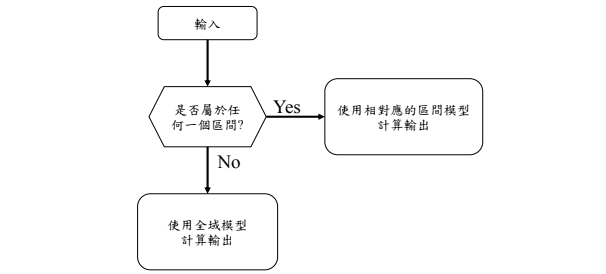 輸入
是否屬於任
何一個區間?
Yes
使用相對應的區間模型
計算輸出
No
使用全域模型
計算輸出